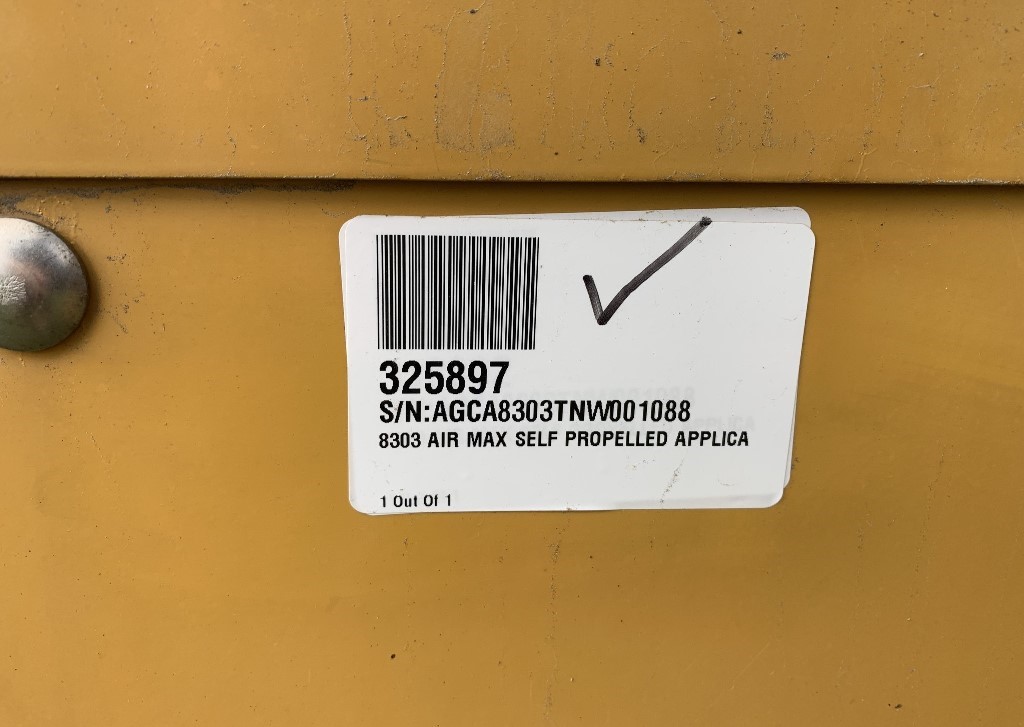 325897
S/N:AGCA8303TNW001088
8303 AIR MAX SELF PROPELLED APPLICA
1 Out Of 1